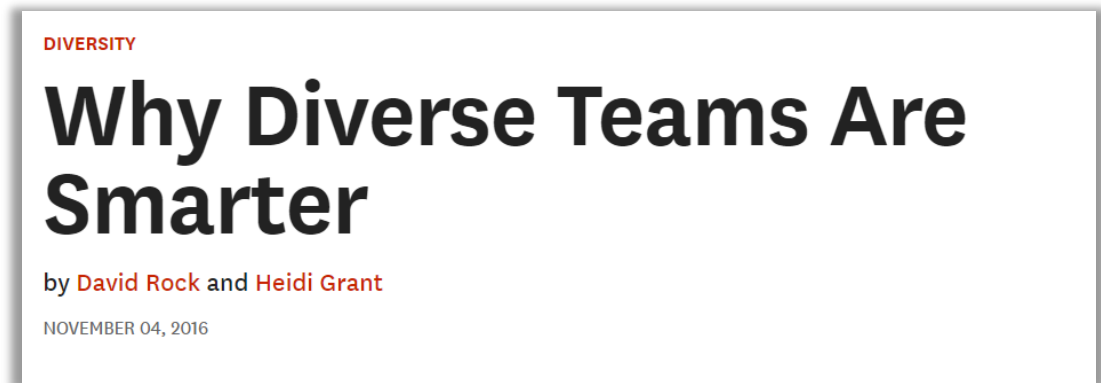 DIVERSITY
Why Diverse Teams Are
Smarter
by David Rock and Heidi Grant
NOVEMBER 04, 2016